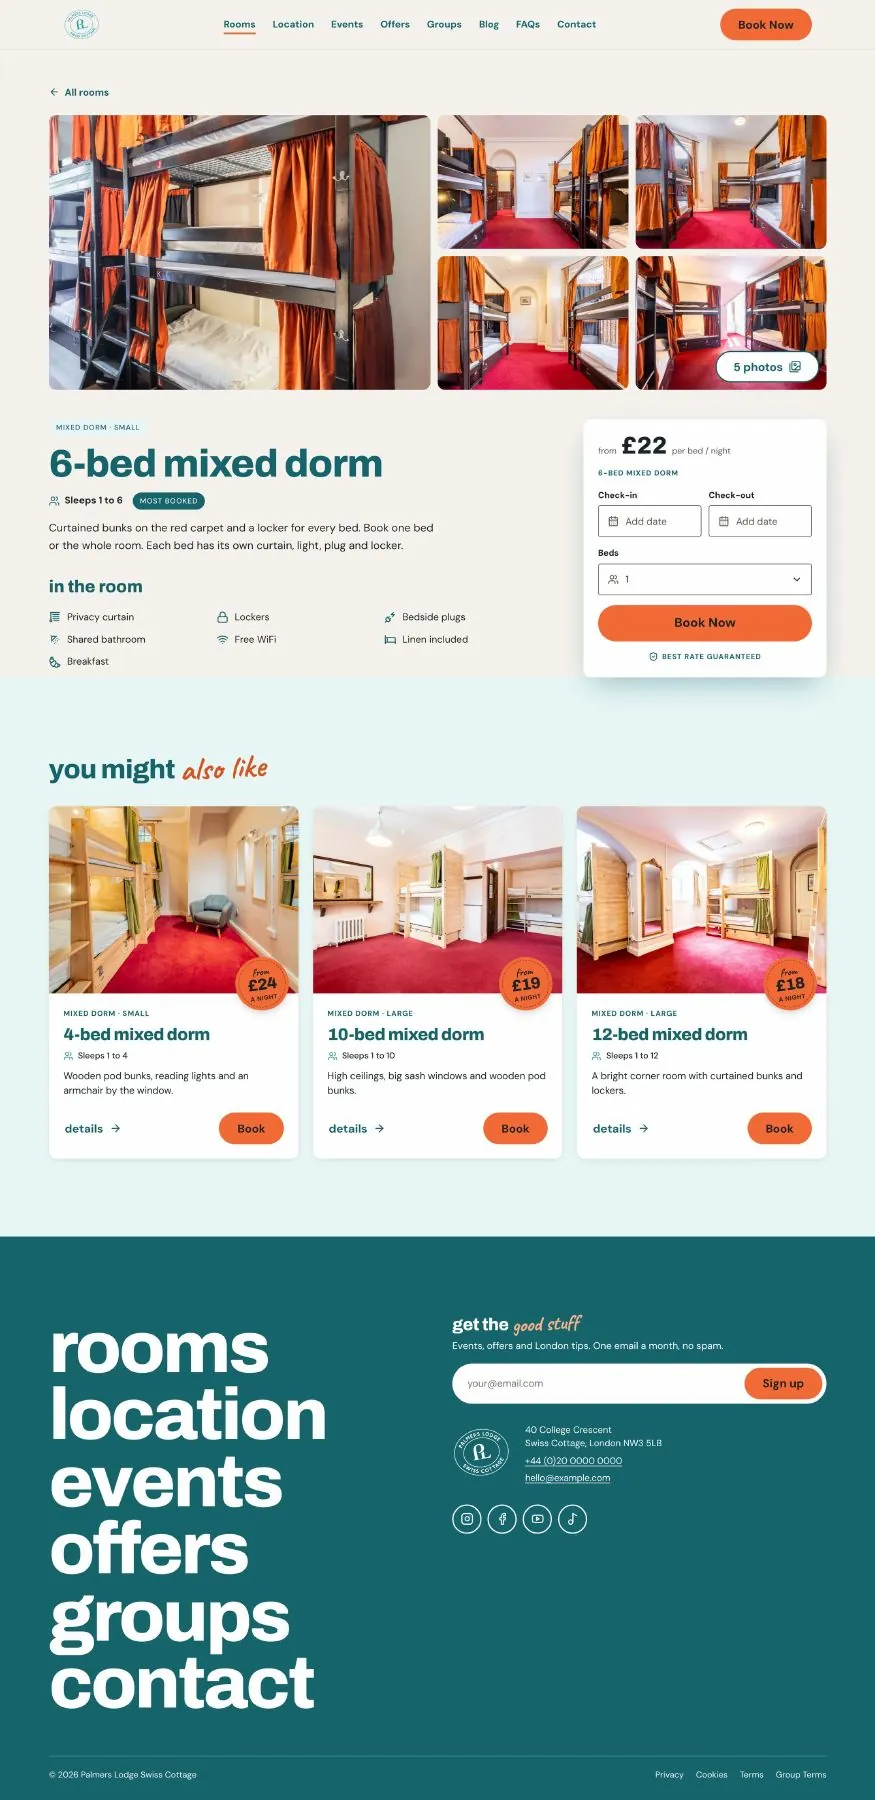 Rooms Location Events Offers Groups Blog FAQs Contact
Book Now
All rooms
5 photos
MIXED DORM · SMALL
6-bed mixed dorm
Sleeps 1 to 6 MOST BOOKED
Curtained bunks on the red carpet and a locker for every bed. Book one bed
or the whole room. Each bed has its own curtain, light, plug and locker.
in the room
Privacy curtain Lockers Bedside plugs
Shared bathroom Free WiFi Linen included
Breakfast
from £22 per bed / night
6-BED MIXED DORM
Check-in Check-out
Add date Add date
Beds
1
Book Now
BEST RATE GUARANTEED
you might also like
from
£24
A NIGHT
MIXED DORM · SMALL
4-bed mixed dorm
Sleeps 1 to 4
Wooden pod bunks, reading lights and an
armchair by the window.
details Book
from
£19
A NIGHT
MIXED DORM · LARGE
10-bed mixed dorm
Sleeps 1 to 10
High ceilings, big sash windows and wooden pod
bunks.
details Book
from
£18
A NIGHT
MIXED DORM · LARGE
12-bed mixed dorm
Sleeps 1 to 12
A bright corner room with curtained bunks and
lockers.
details Book
rooms
location
events
offers
groups
contact
get the good stuff
Events, offers and London tips. One email a month, no spam.
your@email.com Sign up
PALMERS LODGE
PL
SWISS COTTAGE
40 College Crescent
Swiss Cottage, London NW3 5LB
+44 (0)20 0000 0000
hello@example.com
© 2026 Palmers Lodge Swiss Cottage
Privacy Cookies Terms Group Terms